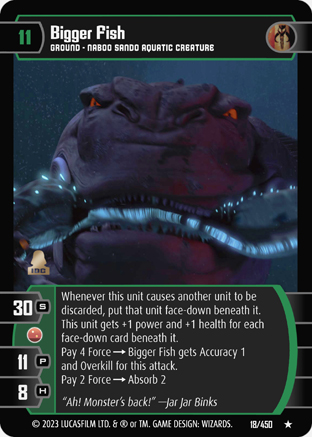 11
Bigger Fish
GROUND - NABOO SANDO AQUATIC CREATURE
30 S
11 P
8 H
Whenever this unit causes another unit to be
discarded, put that unit face-down beneath it.
This unit gets +1 power and +1 health for each
face-down card beneath it.
Pay 4 Force → Bigger Fish gets Accuracy 1
and Overkill for this attack.
Pay 2 Force → Absorb 2
"Ah! Monster's back!" —Jar Jar Binks
© 2023 LUCASFILM LTD. & ® or TM. GAME DESIGN: WIZARDS.
18/450 ★